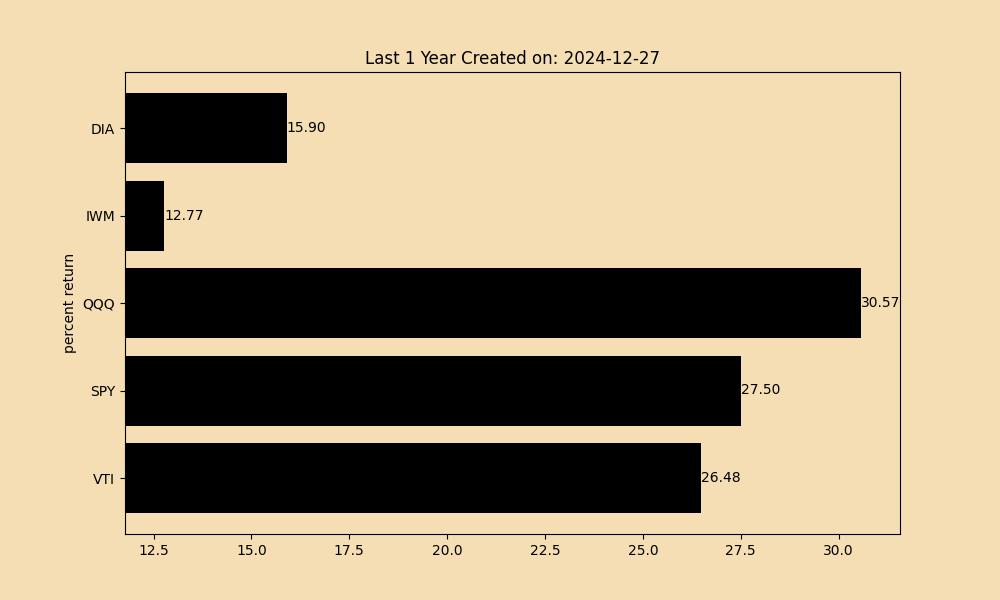 Last 1 Year Created on: 2024-12-27
percent return
DIA
15.90
IWM
12.77
QQQ
30.57
SPY
27.50
VTI
26.48
12.5 15.0 17.5 20.0 22.5 25.0 27.5 30.0